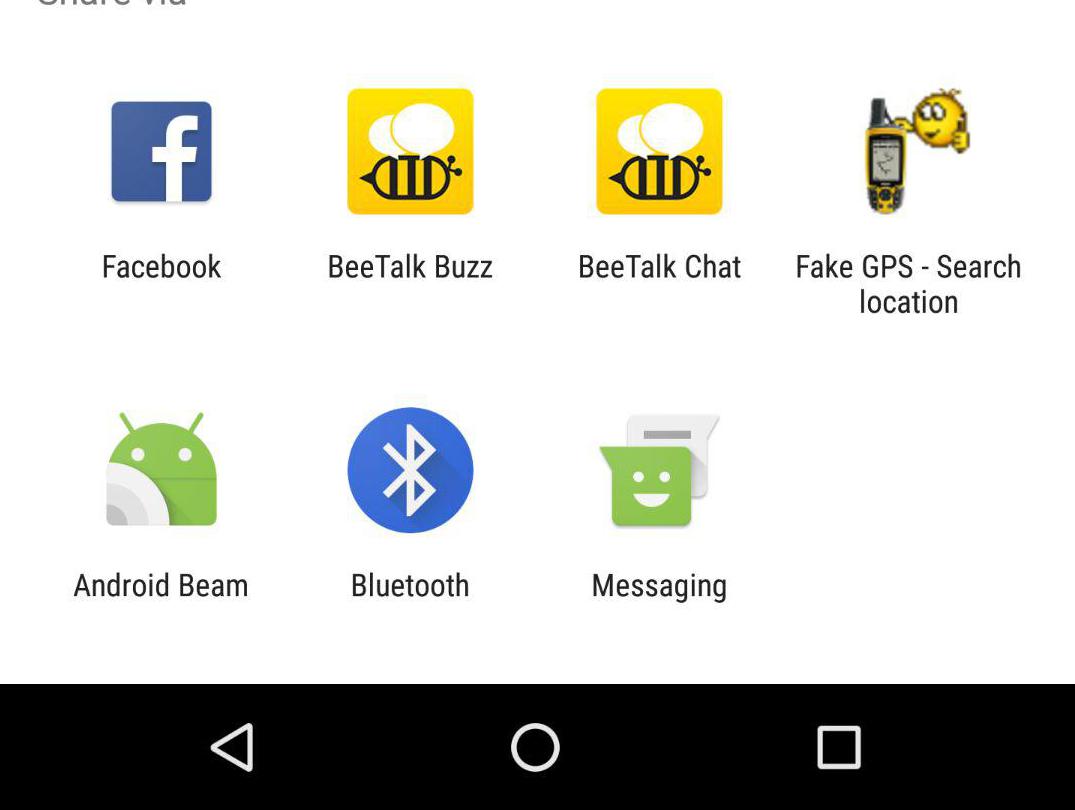 Share via
Facebook
BeeTalk Buzz
BeeTalk Chat
Fake GPS - Search
location
Android Beam
Bluetooth
Messaging